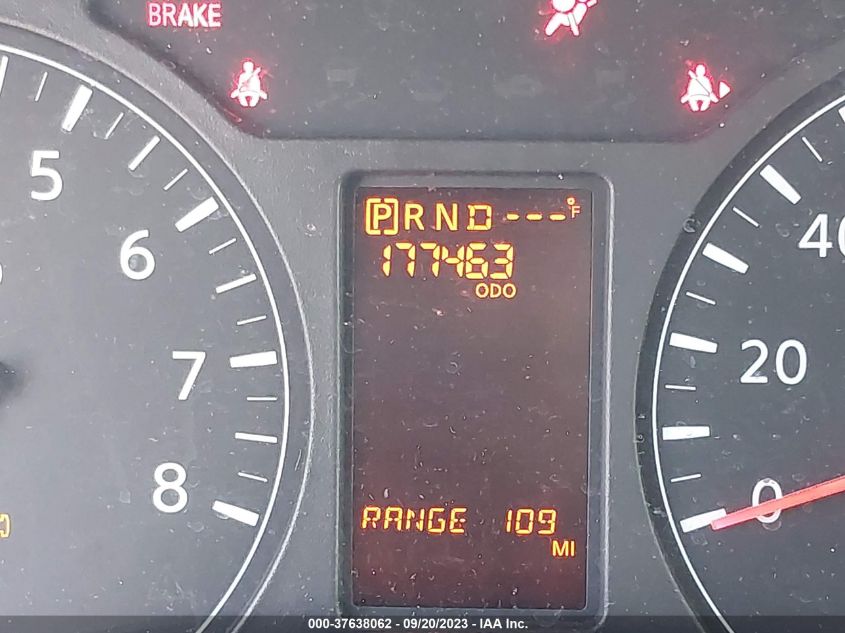 BRAKE
5
6
7
8
P R N D ---°F
177463
ODO
RANGE 109
MI
40
20
0
000-37638062 - 09/20/2023 - IAA Inc.